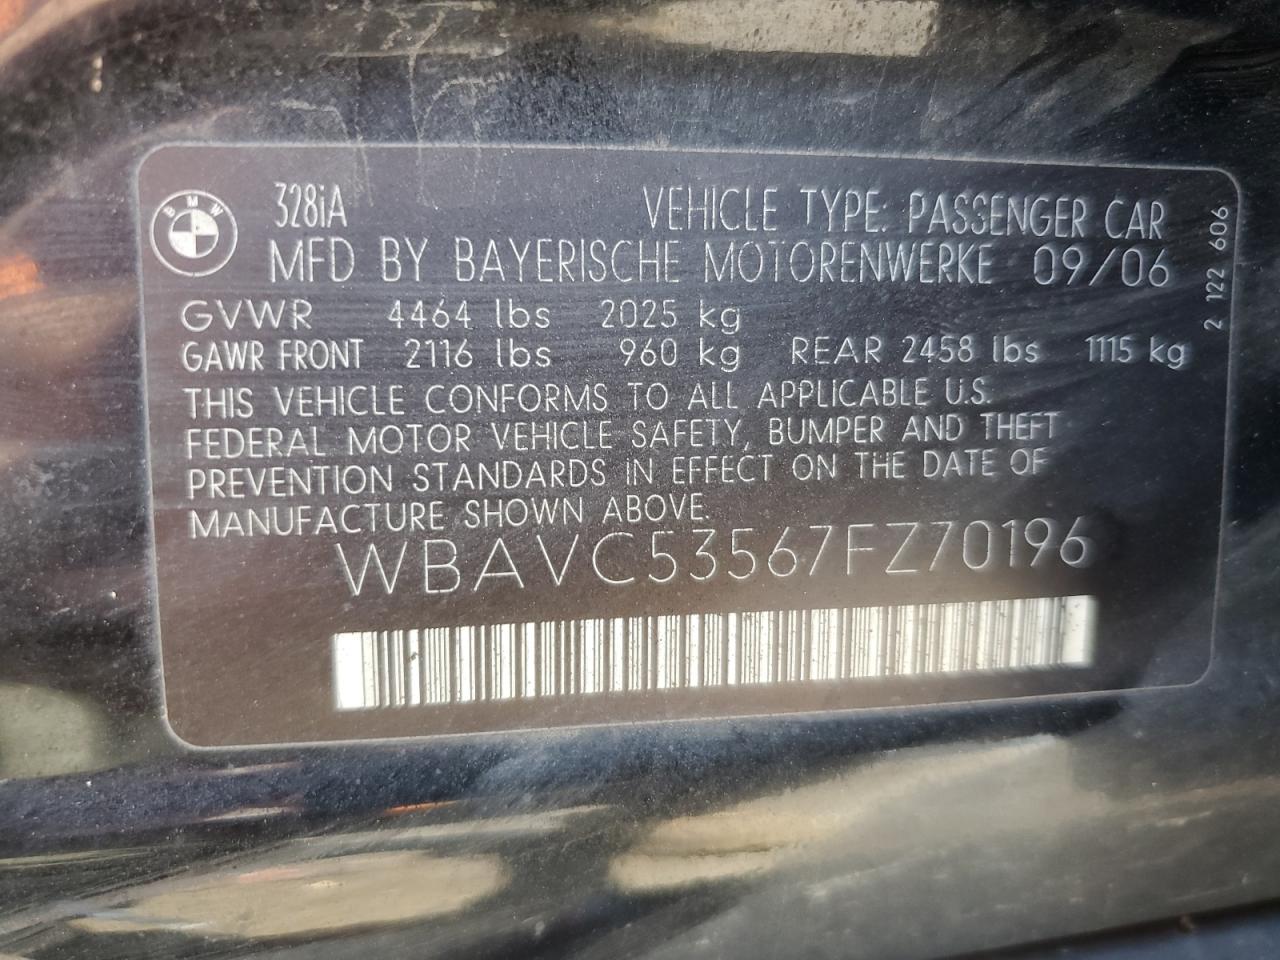 BMW
328iA VEHICLE TYPE: PASSENGER CAR
MFD BY BAYERISCHE MOTORENWERKE 09/06
GVWR 4464 lbs 2025 kg
GAWR FRONT 2116 lbs 960 kg REAR 2458 lbs 1115 kg
THIS VEHICLE CONFORMS TO ALL APPLICABLE U.S.
FEDERAL MOTOR VEHICLE SAFETY, BUMPER AND THEFT
PREVENTION STANDARDS IN EFFECT ON THE DATE OF
MANUFACTURE SHOWN ABOVE.
WBAVC53567FZ70196
2 122 606